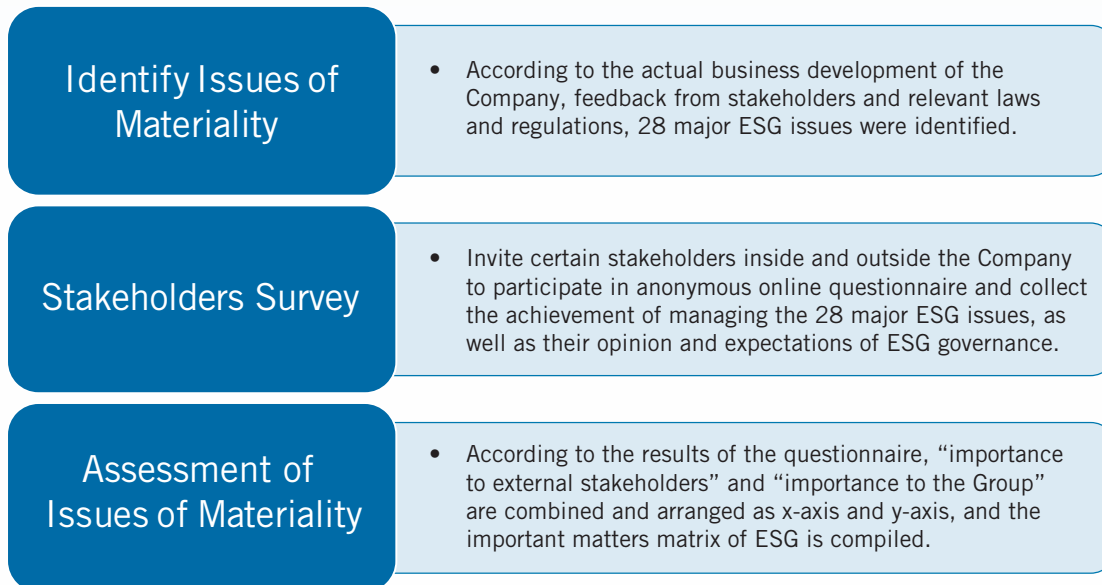 Identify Issues of
Materiality
• According to the actual business development of the
Company, feedback from stakeholders and relevant laws
and regulations, 28 major ESG issues were identified.
Stakeholders Survey
• Invite certain stakeholders inside and outside the Company
to participate in anonymous online questionnaire and collect
the achievement of managing the 28 major ESG issues, as
well as their opinion and expectations of ESG governance.
Assessment of
Issues of Materiality
• According to the results of the questionnaire, “importance
to external stakeholders” and “importance to the Group”
are combined and arranged as x-axis and y-axis, and the
important matters matrix of ESG is compiled.